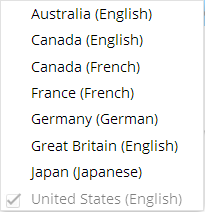 Australia (English)
Canada (English)
Canada (French)
France (French)
Germany (German)
Great Britain (English)
Japan (Japanese)
United States (English)